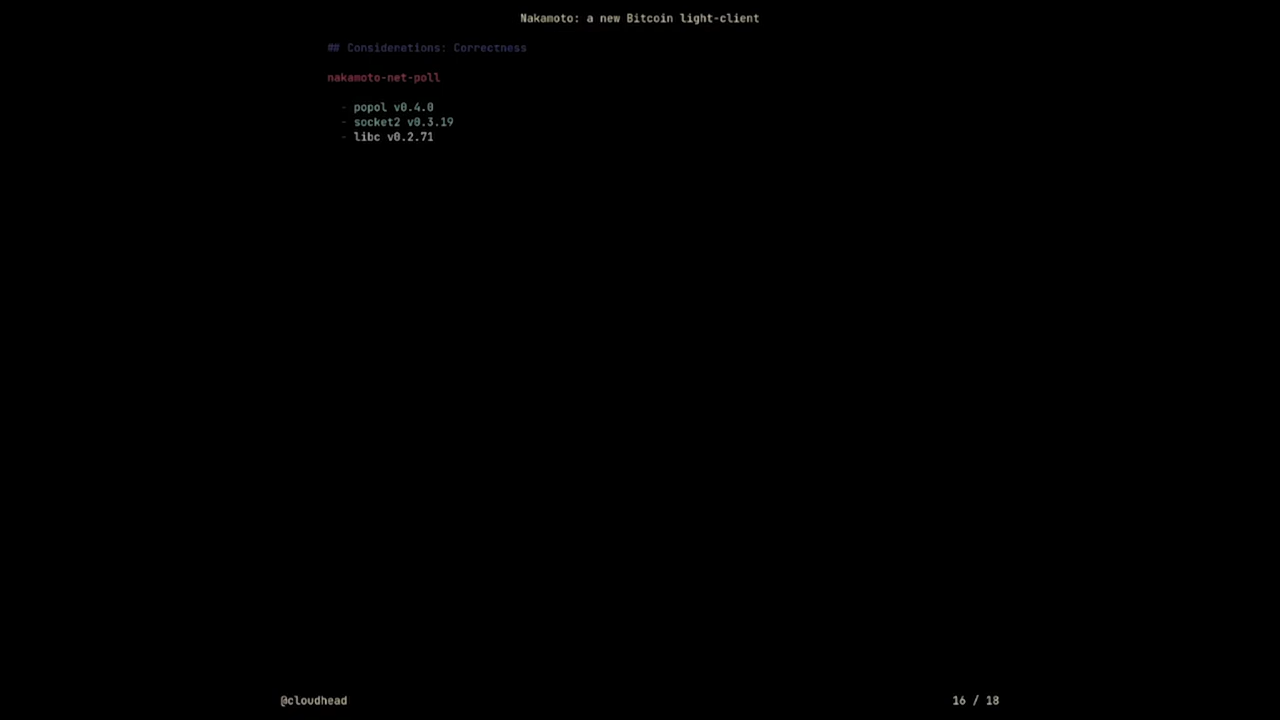 Nakamoto: a new Bitcoin light-client
## Consideretions: Correctness
nakamoto-net-poll
- popol v0.4.0
- socket2 v0.3.19
- libc v0.2.71
@cloudhead
16 / 18